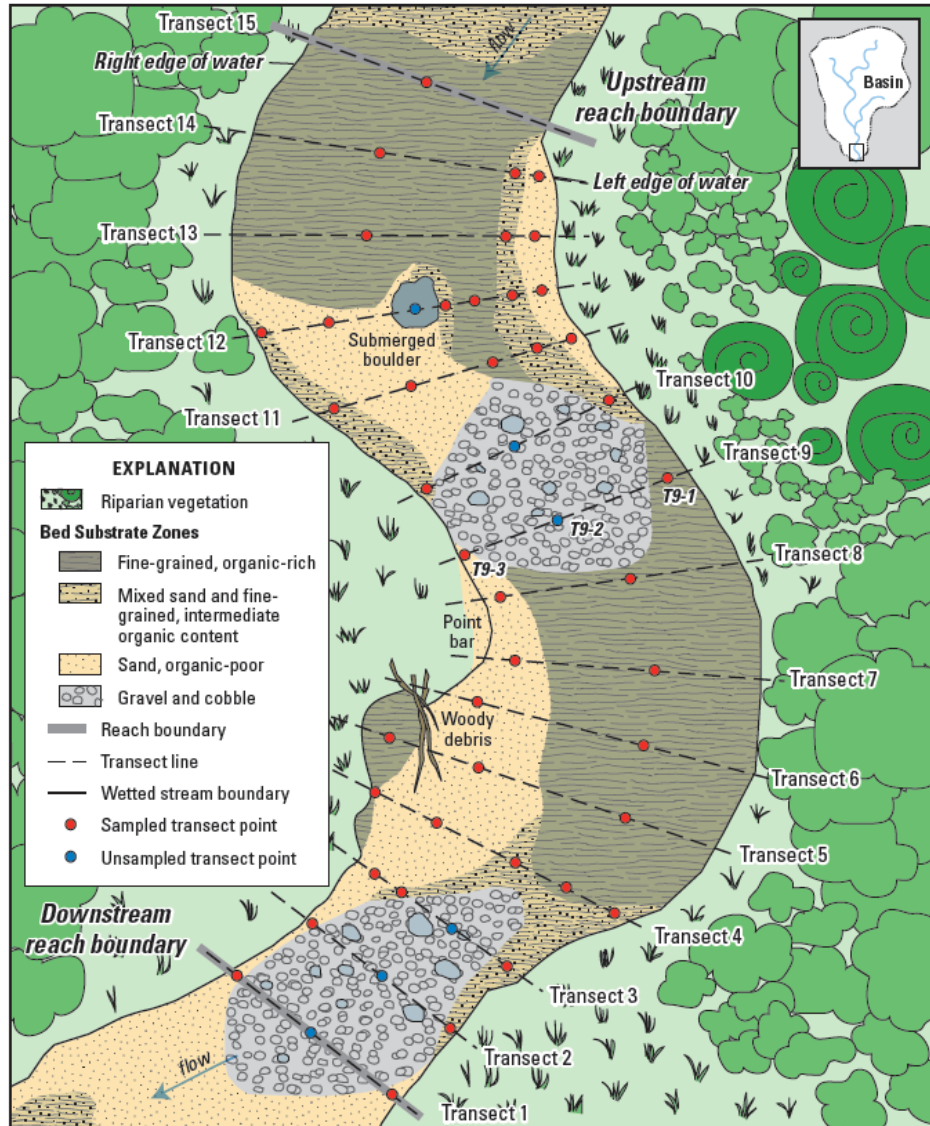 Transect 15
flow
Right edge of water
Upstream
reach boundary
Basin
Transect 14
Left edge of water
Transect 13
Transect 12
Submerged
boulder
Transect 10
Transect 11
Transect 9
T9-1
T9-2
T9-3
Transect 8
Point
bar
Transect 7
Woody
debris
Transect 6
Transect 5
EXPLANATION
Riparian vegetation
Bed Substrate Zones
Fine-grained, organic-rich
Mixed sand and fine-
grained, intermediate
organic content
Sand, organic-poor
Gravel and cobble
Reach boundary
Transect line
Wetted stream boundary
Sampled transect point
Unsampled transect point
Downstream
reach boundary
Transect 4
Transect 3
Transect 2
flow
Transect 1